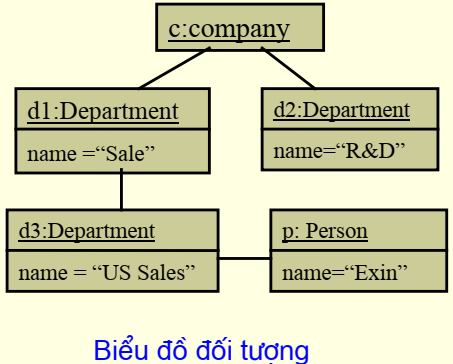 c:company
d1:Department
name =“Sale”
d2:Department
name=“R&D”
d3:Department
name = “US Sales”
p: Person
name=“Exin”
Biểu đồ đối tượng